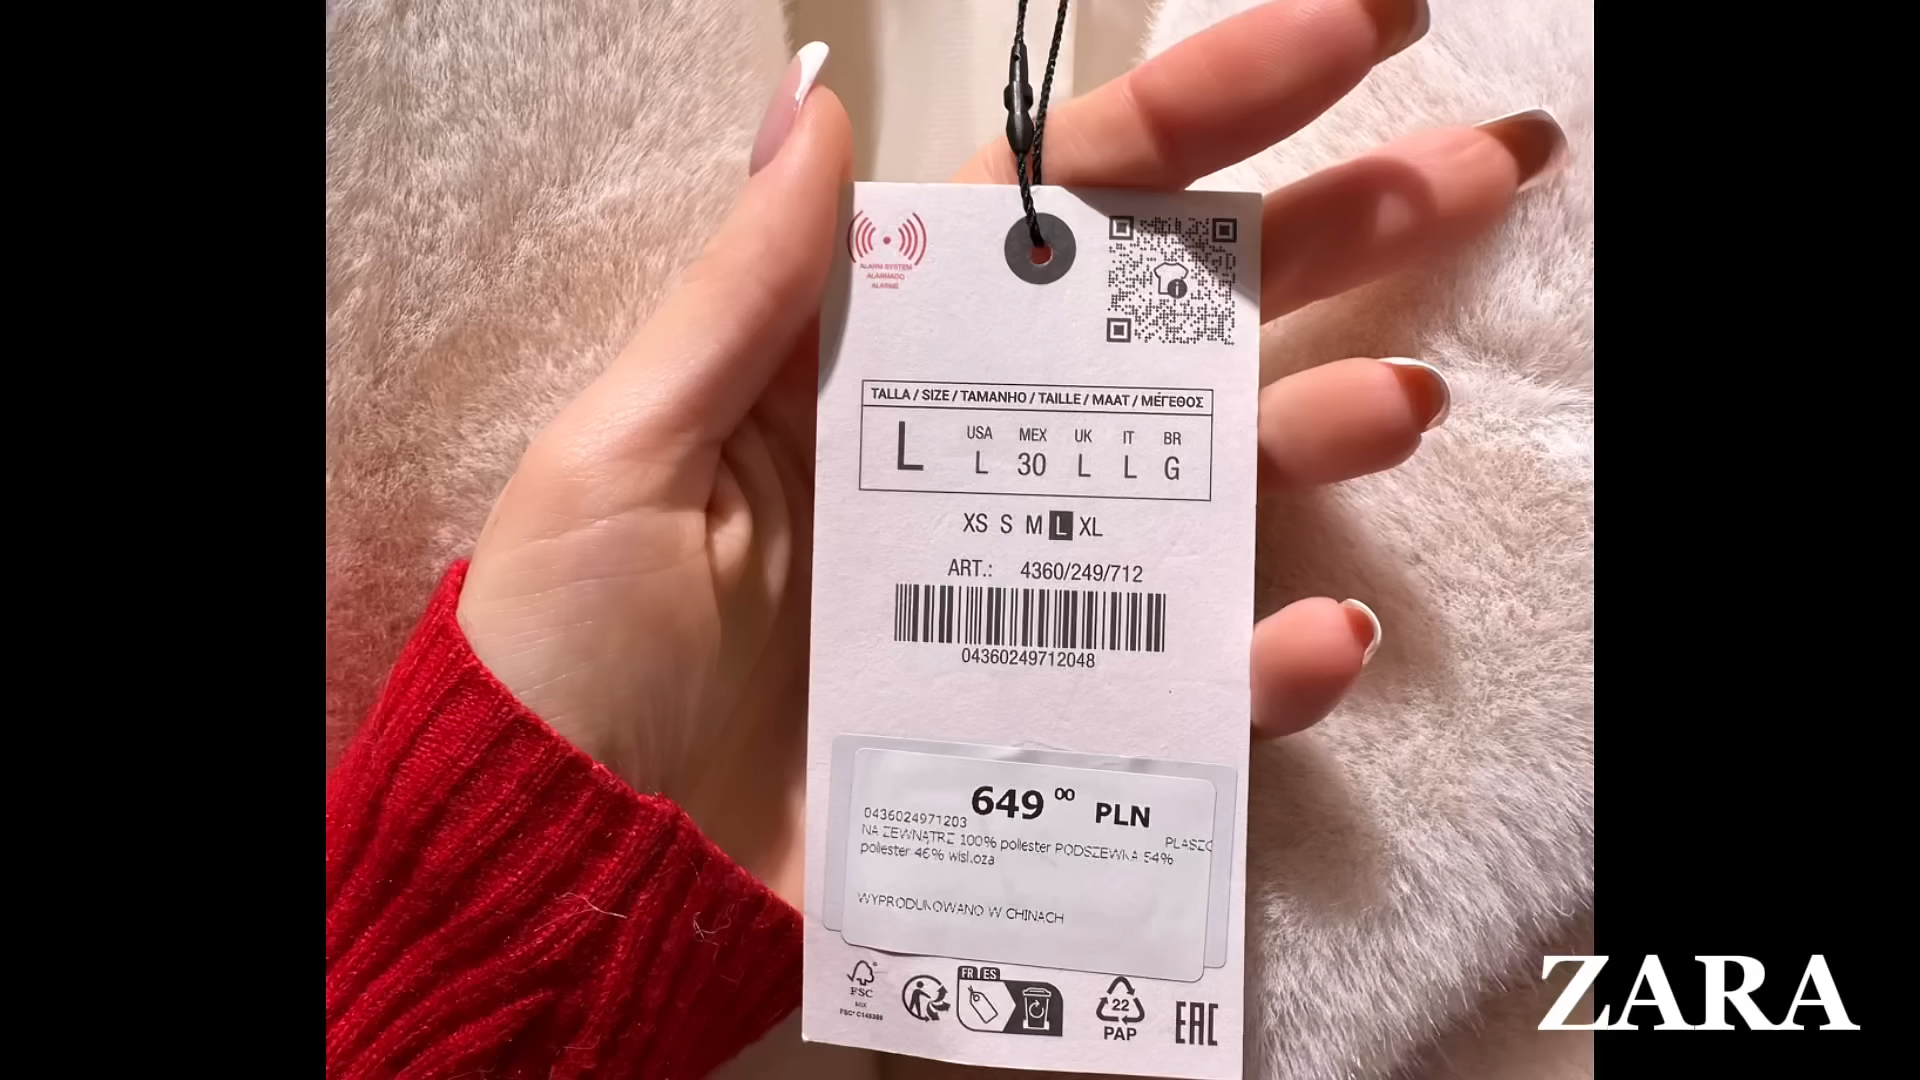 ALARM SYSTEM
ALARMADO
ALARME
TALLA / SIZE / TAMANHO / TAILLE / MAAT / ΜΕΓΕΘΟΣ
L
USA MEX UK IT BR
L 30 L L G
XS S M L XL
ART.: 4360/249/712
04360249712048
649 00 PLN
0436024971203 PLASZC
NA ZEWNĄTRZ 100% poliester PODSZEWKA 54%
poliester 46%
WYPRODUKOWANO W CHINACH
FSC
MIX
FR ES
22
PAP
EAC
ZARA